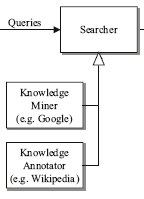 Queries
Searcher
Knowledge
Miner
(e.g. Google)
Knowledge
Annotator
(e.g. Wikipedia)